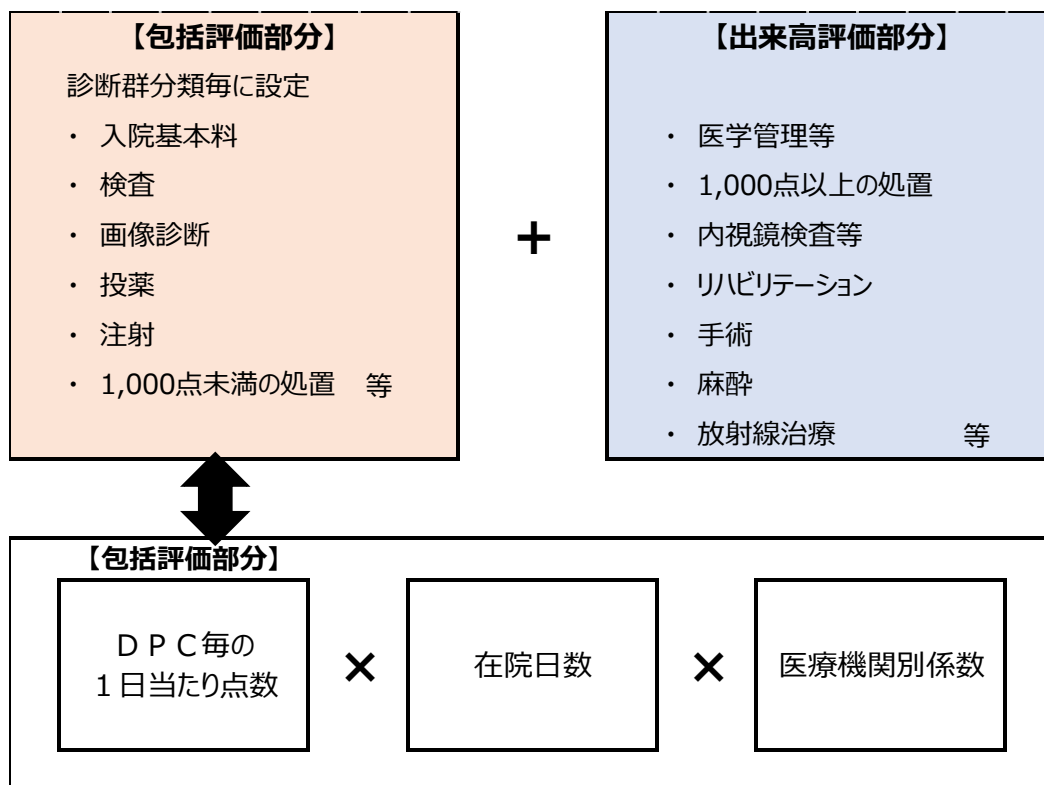 【包括評価部分】
診断群分類毎に設定
・ 入院基本料
・ 検査
・ 画像診断
・ 投薬
・ 注射
・ 1,000点未満の処置 等
+
【出来高評価部分】
・ 医学管理等
・ 1,000点以上の処置
・ 内視鏡検査等
・ リハビリテーション
・ 手術
・ 麻酔
・ 放射線治療 等
【包括評価部分】
ＤＰＣ毎の
１日当たり点数
×
在院日数
×
医療機関別係数